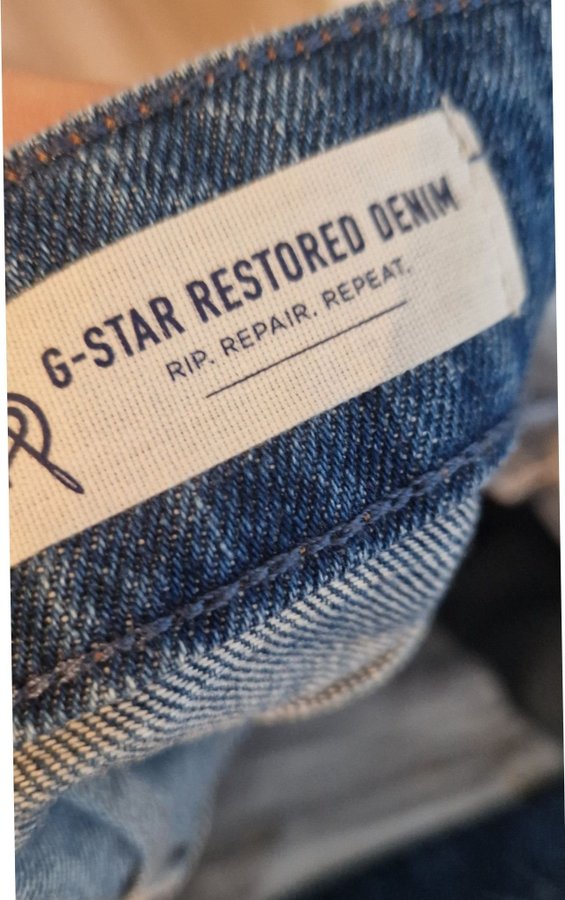 G-STAR RESTORED DENIM
RIP. REPAIR. REPEAT.